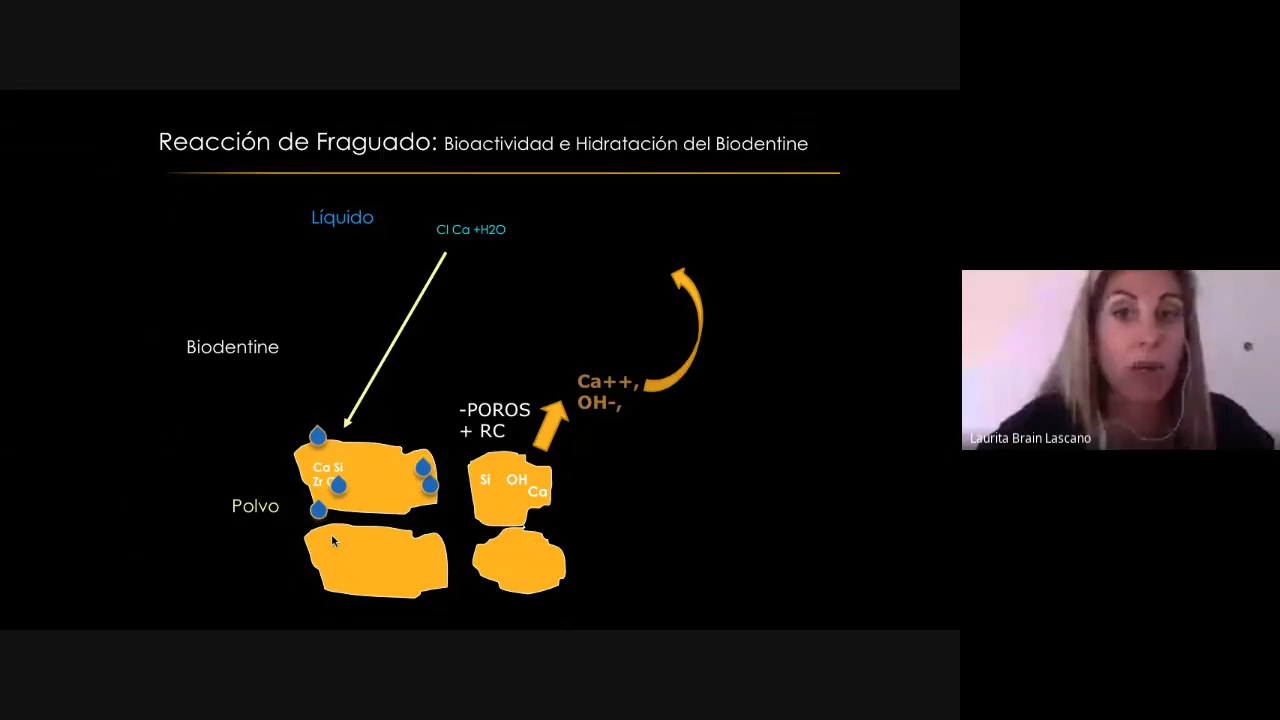 Reacción de Fraguado: Bioactividad e Hidratación del Biodentine
Líquido
Cl Ca +H2O
Biodentine
Ca++,
OH-,
-POROS
+ RC
Ca Si
Zr
Si OH
Ca
Polvo
Laurita Brain Lascano